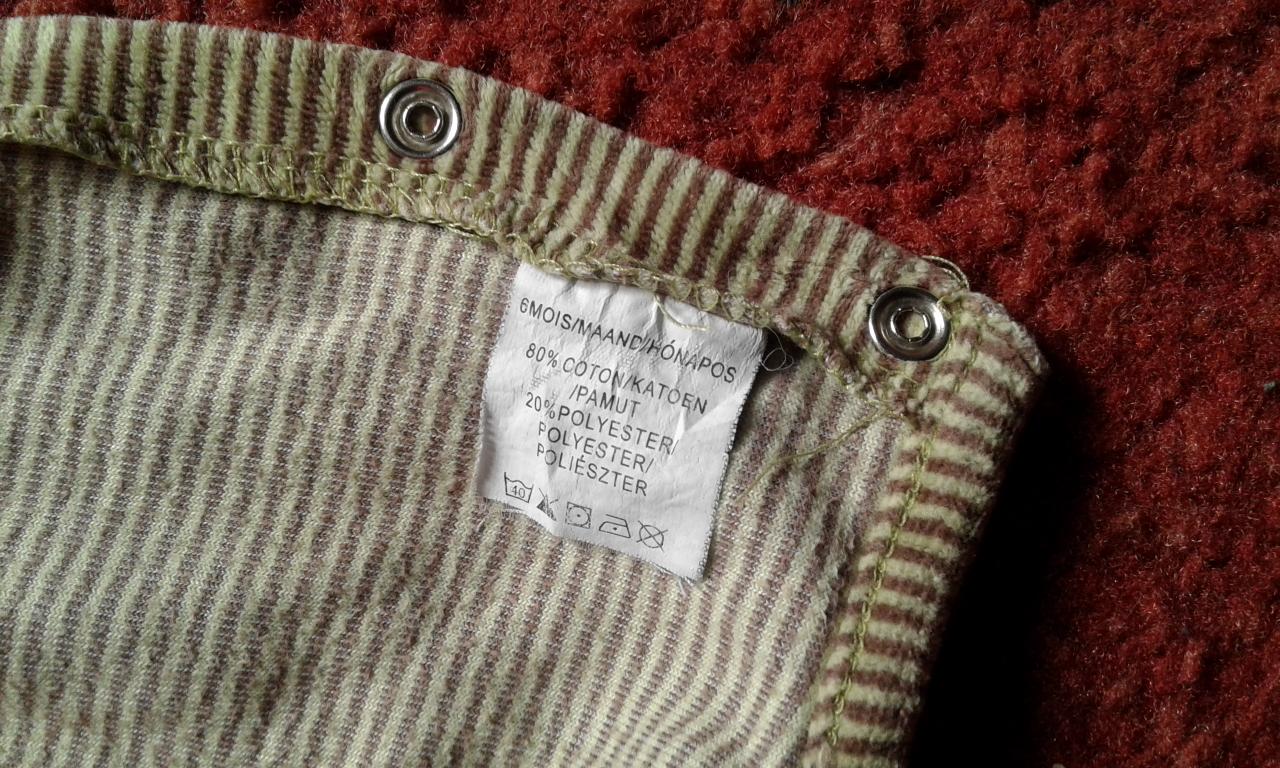 6MOIS/MAAND/HÓNAPOS
80% COTON/KATOEN
/PAMUT
20%POLYESTER/
POLYESTER/
POLIÉSZTER
40